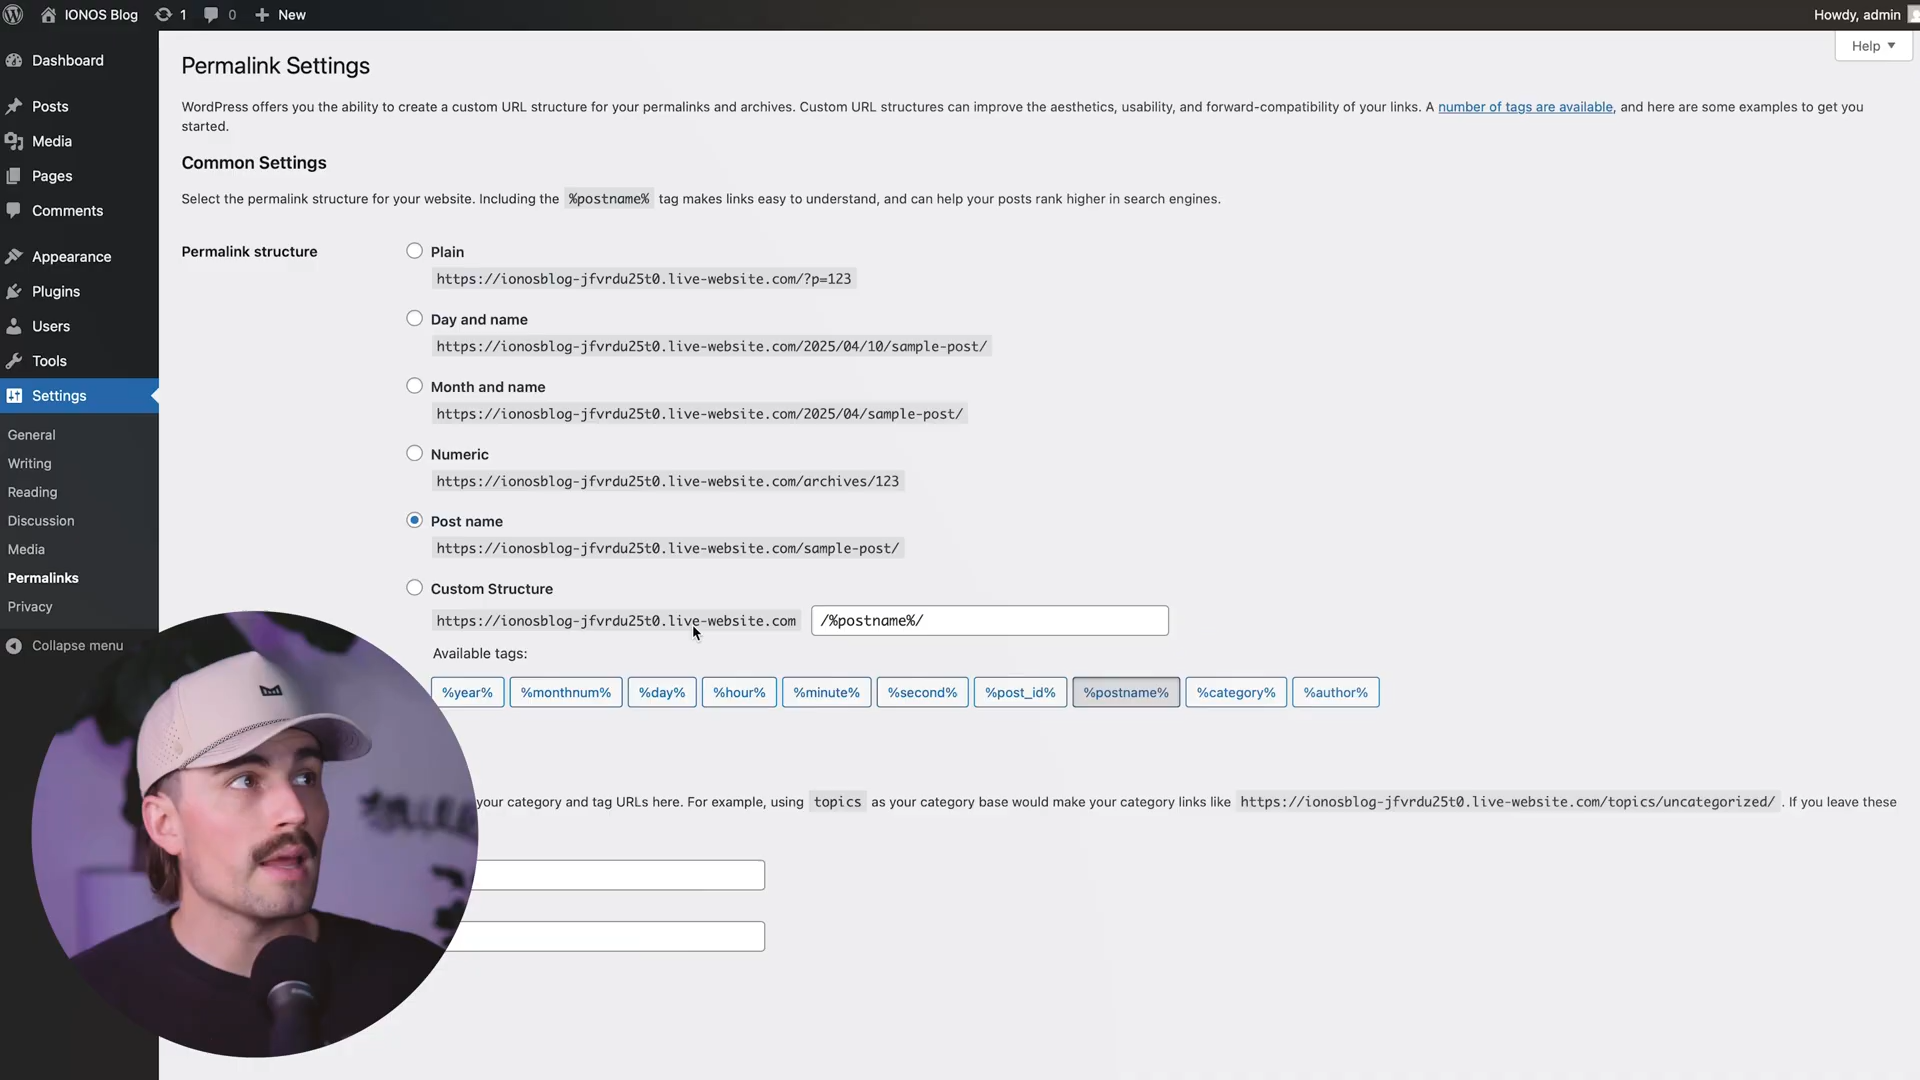 IONOS Blog 1 0 New Howdy, admin
Help ▼
Dashboard
Posts
Media
Pages
Comments
Appearance
Plugins
Users
Tools
Settings
General
Writing
Reading
Discussion
Media
Permalinks
Privacy
Collapse menu
Permalink Settings
WordPress offers you the ability to create a custom URL structure for your permalinks and archives. Custom URL structures can improve the aesthetics, usability, and forward-compatibility of your links. A number of tags are available, and here are some examples to get you
started.
Common Settings
Select the permalink structure for your website. Including the %postname% tag makes links easy to understand, and can help your posts rank higher in search engines.
Permalink structure
Plain
https://ionosblog-jfvrdu25t0.live-website.com/?p=123
Day and name
https://ionosblog-jfvrdu25t0.live-website.com/2025/04/10/sample-post/
Month and name
https://ionosblog-jfvrdu25t0.live-website.com/2025/04/sample-post/
Numeric
https://ionosblog-jfvrdu25t0.live-website.com/archives/123
Post name
https://ionosblog-jfvrdu25t0.live-website.com/sample-post/
Custom Structure
https://ionosblog-jfvrdu25t0.live-website.com /%postname%/
Available tags:
%year% %monthnum% %day% %hour% %minute% %second% %post_id% %postname% %category% %author%
your category and tag URLs here. For example, using topics as your category base would make your category links like https://ionosblog-jfvrdu25t0.live-website.com/topics/uncategorized/ . If you leave these